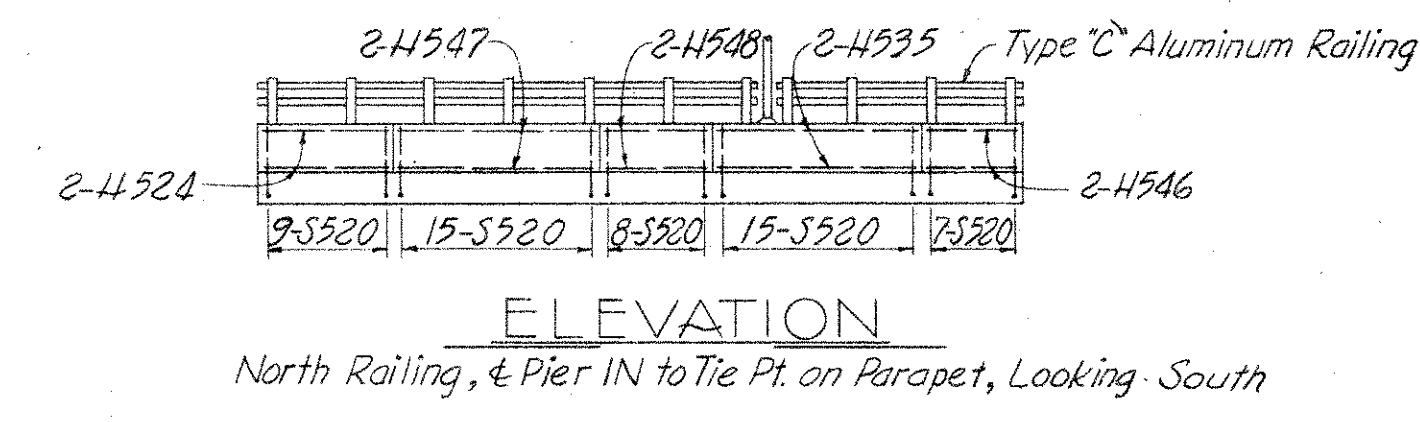 2-H547
2-H548
2-H535
Type "C" Aluminum Railing
2-H524
2-H546
9-S520
15-S520
8-S520
15-S520
7-S520
ELEVATION
North Railing, ℄ Pier 1N to Tie Pt. on Parapet, Looking South